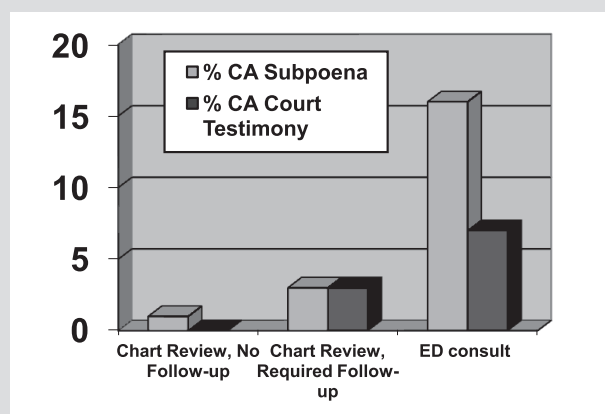 20
15
10
5
0
% CA Subpoena
% CA Court
Testimony
Chart Review, No
Follow-up
Chart Review,
Required Follow-
up
ED consult